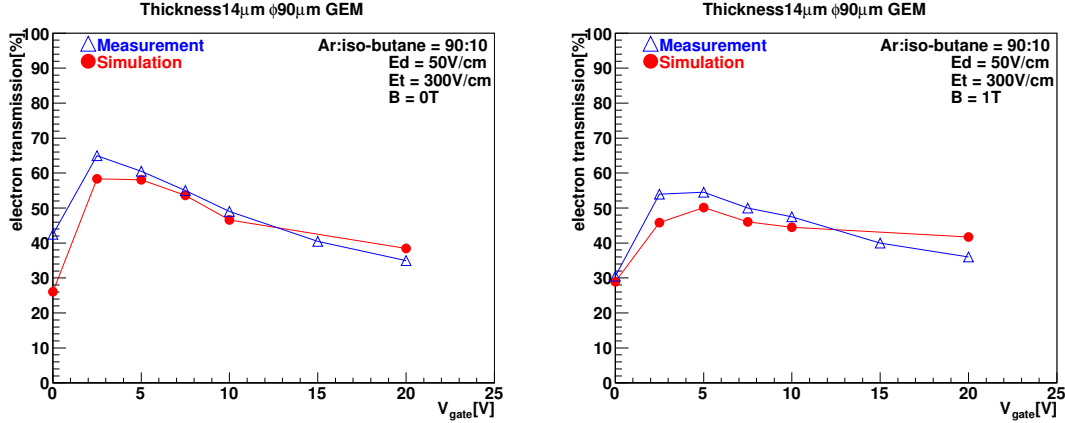 Thickness14μm φ90μm GEM
electron transmission[%]
100
90
80
70
60
50
40
30
20
10
0
Measurement
Simulation
Ar:iso-butane = 90:10
Ed = 50V/cm
Et = 300V/cm
B = 0T
0
5
10
15
20
25
V_gate[V]
Thickness14μm φ90μm GEM
electron transmission[%]
100
90
80
70
60
50
40
30
20
10
0
Measurement
Simulation
Ar:iso-butane = 90:10
Ed = 50V/cm
Et = 300V/cm
B = 1T
0
5
10
15
20
25
V_gate[V]